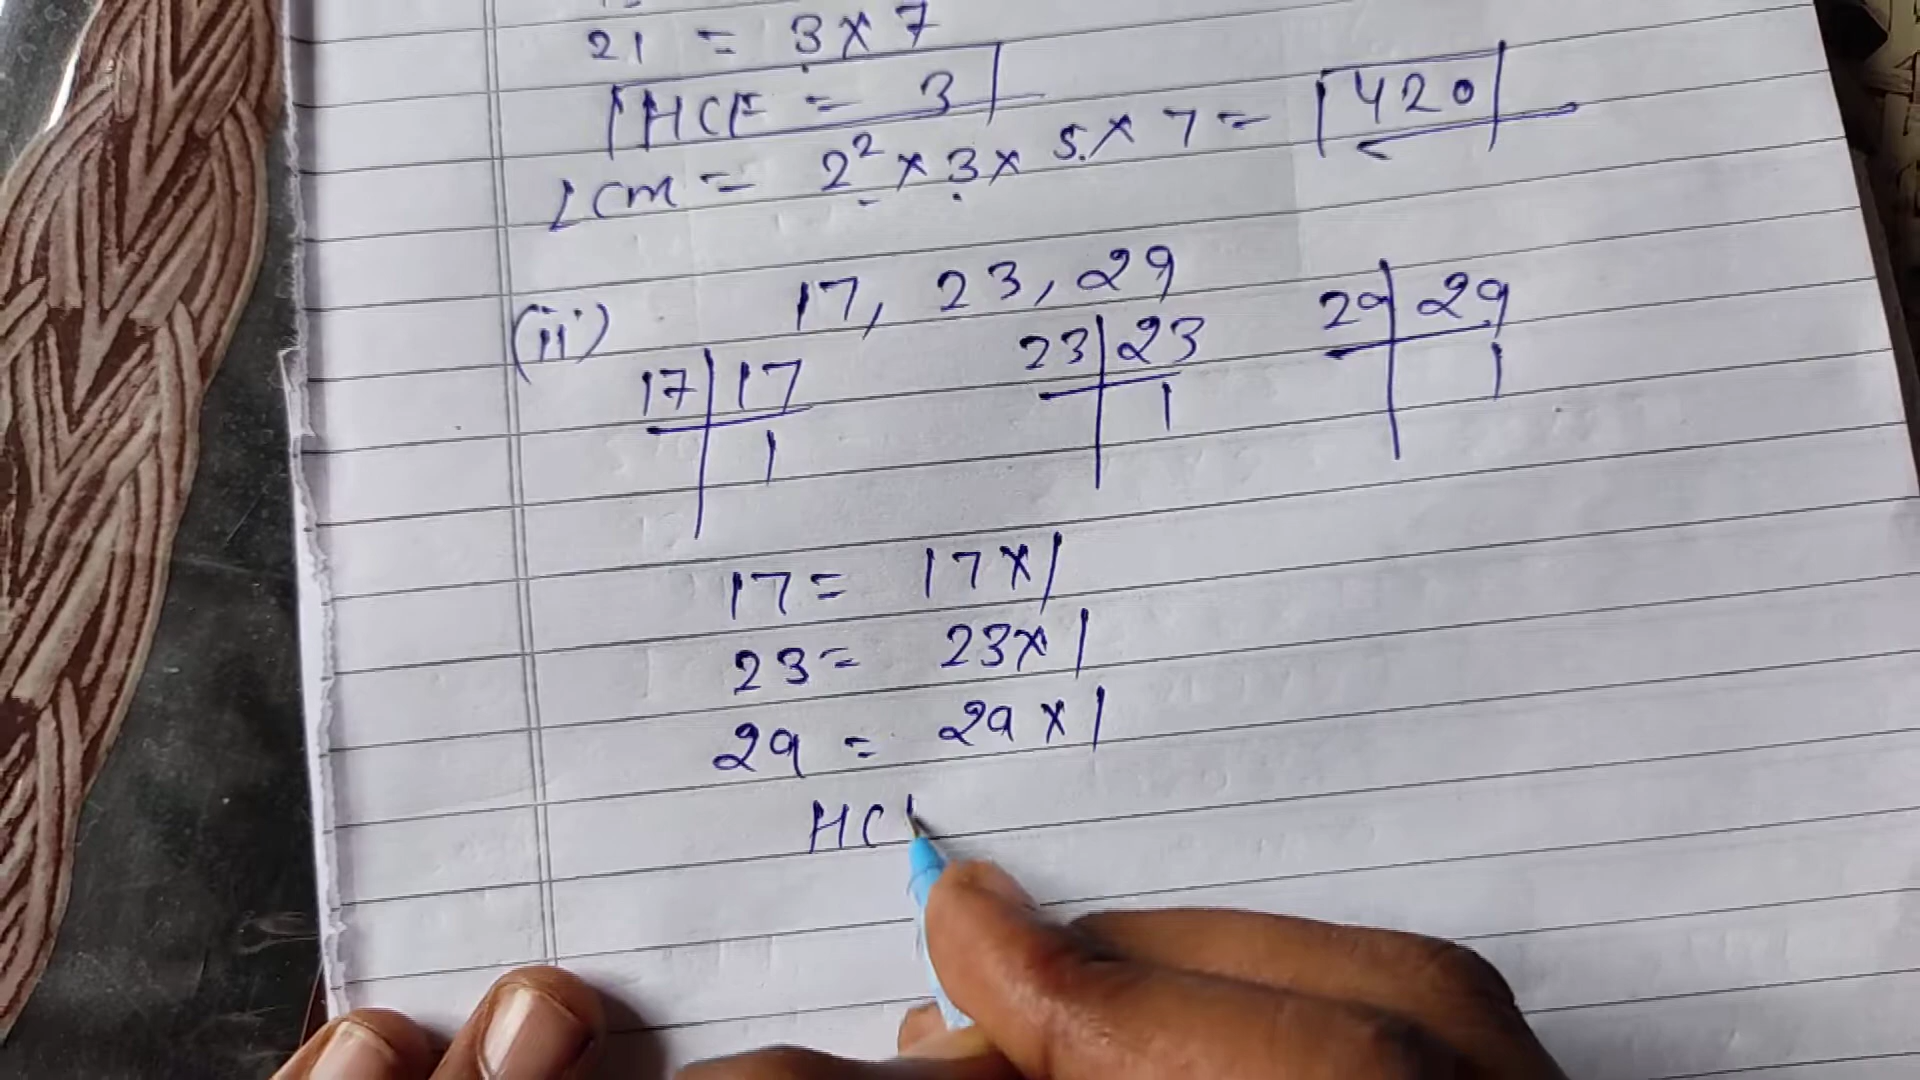 21 = 3 × 7
HCF = 3
LCM = 2² × 3 × 5 × 7 = 420
(ii) 17, 23, 29
17 | 17 23 | 23 29 | 29
1 1 1
17 = 17 × 1
23 = 23 × 1
29 = 29 × 1
HC